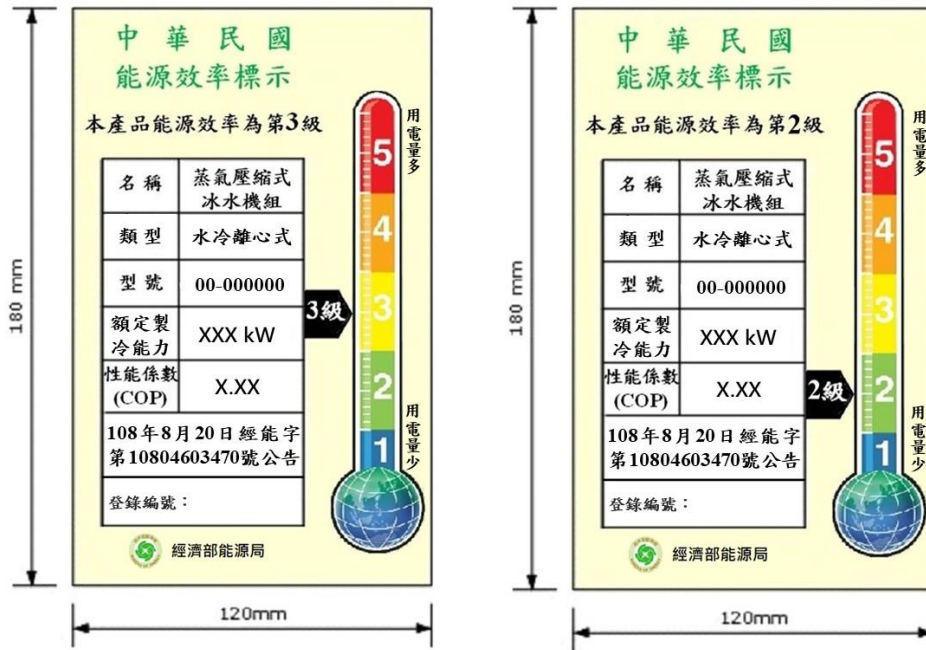 中華民國
能源效率標示
本產品能源效率為第3級
名稱 蒸氣壓縮式
冰水機組
類型 水冷離心式
型號 00-000000
額定製
冷能力 XXX kW
性能係數
(COP) X.XX
108年8月20日經能字
第10804603470號公告
登錄編號：
經濟部能源局
3級
用電量多
5
4
3
2
1
用電量少
180 mm
120mm
中華民國
能源效率標示
本產品能源效率為第2級
名稱 蒸氣壓縮式
冰水機組
類型 水冷離心式
型號 00-000000
額定製
冷能力 XXX kW
性能係數
(COP) X.XX
108年8月20日經能字
第10804603470號公告
登錄編號：
經濟部能源局
2級
用電量多
5
4
3
2
1
用電量少
180 mm
120mm